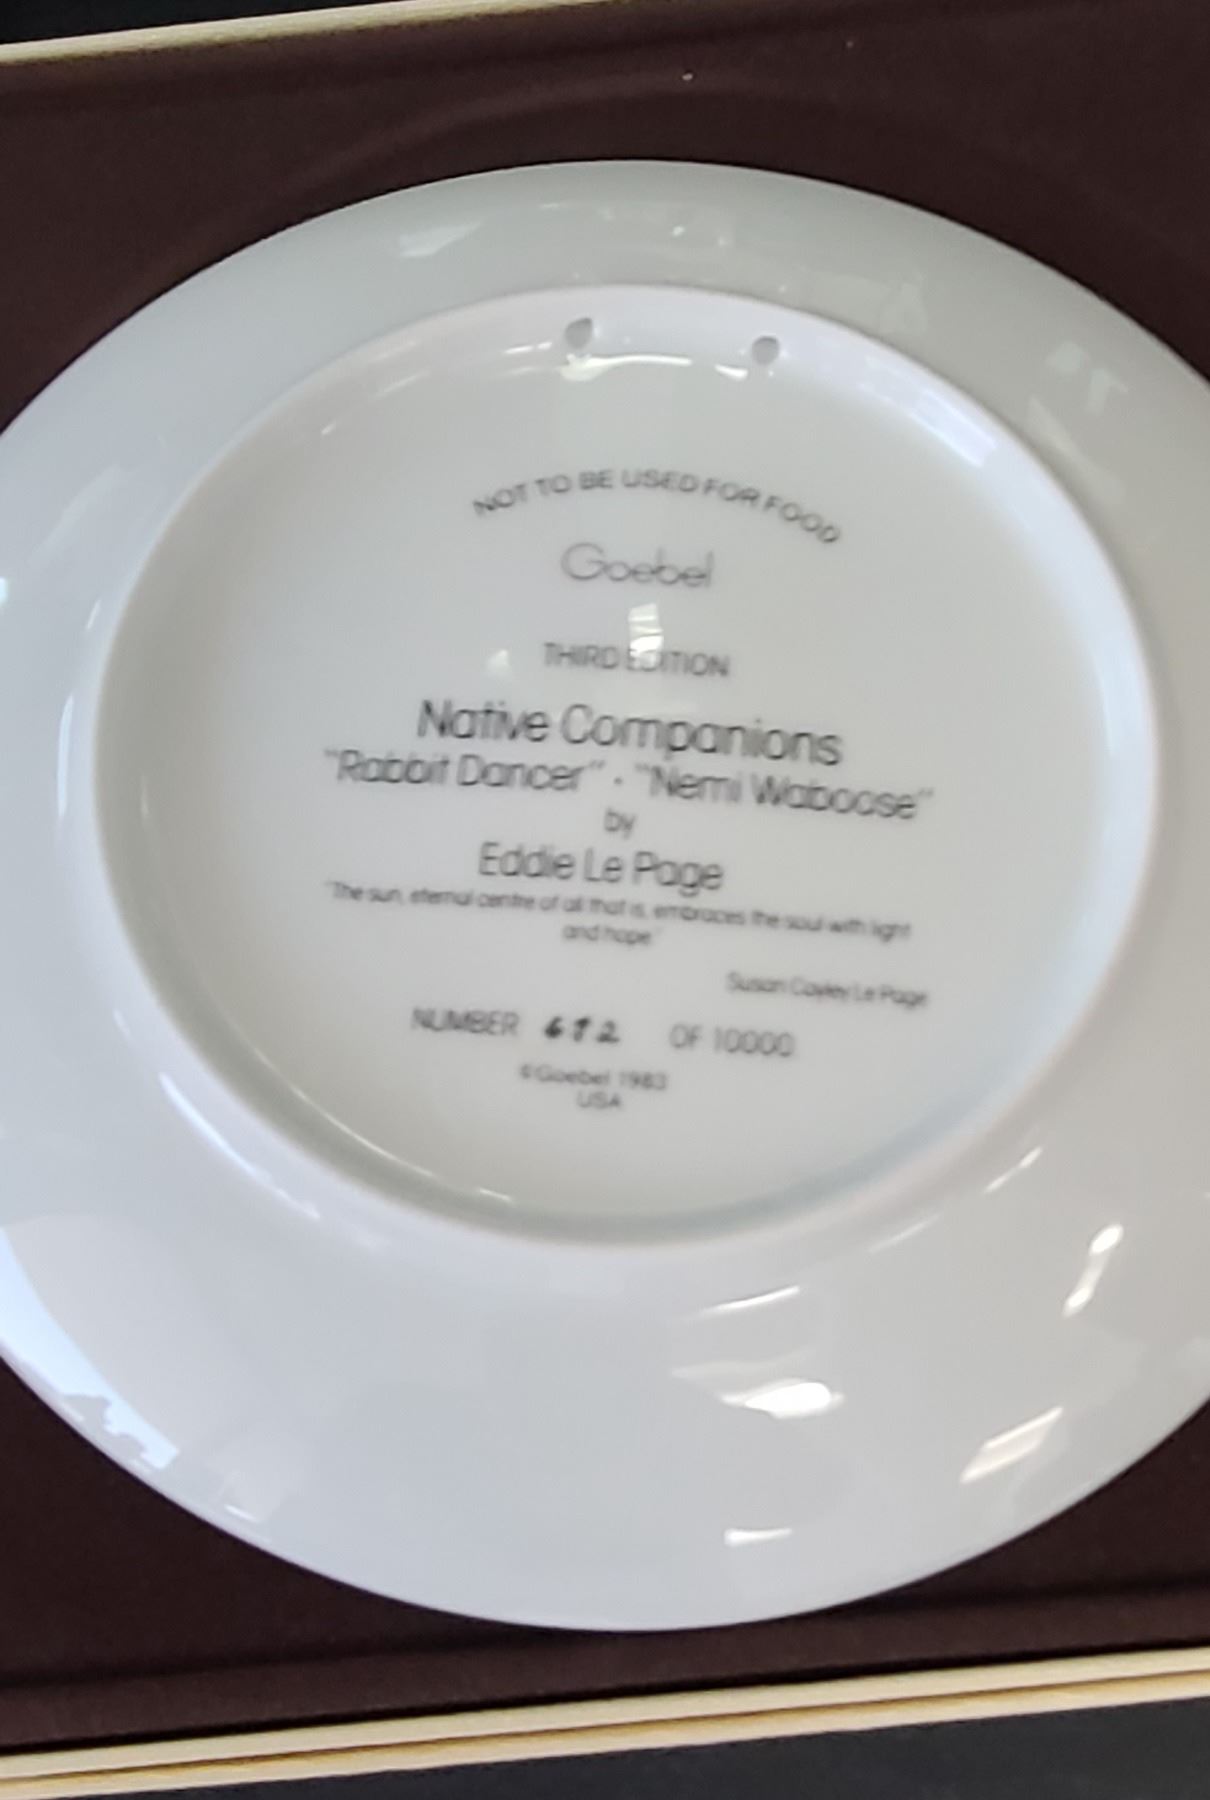 NOT TO BE USED FOR FOOD
Goebel
THIRD EDITION
Native Companions
"Rabbit Dancer" · "Nemi Waboose"
by
Eddie Le Page
"The sun, eternal centre of all that is, embraces the soul with light
and hope."
Susan Cayley Le Page
NUMBER 682 OF 10000
© Goebel 1983
USA